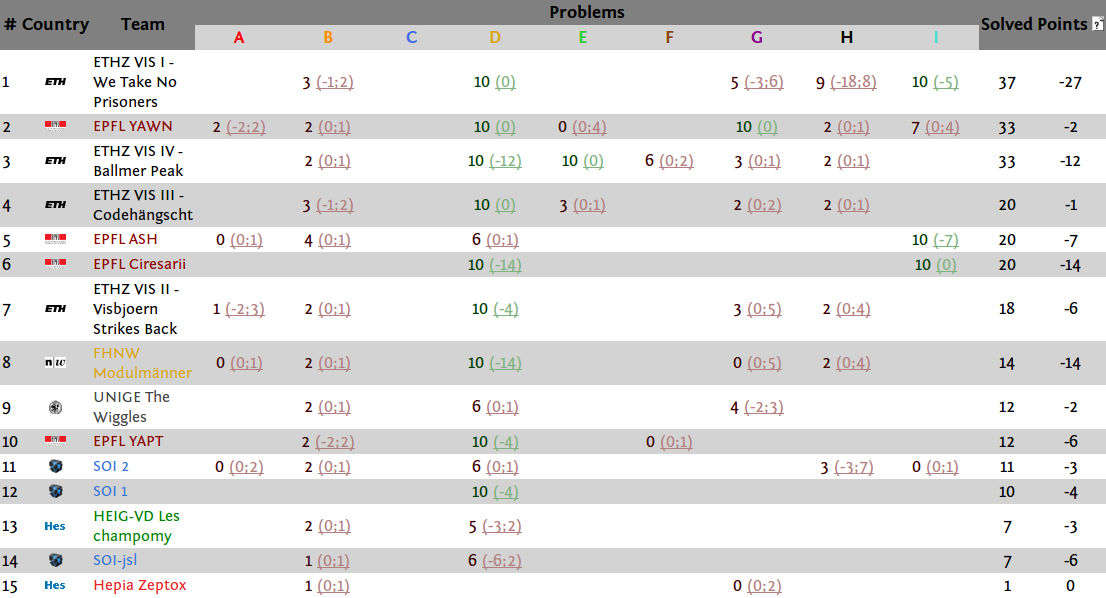 Problems
# Country Team Solved Points ?
A B C D E F G H I
ETHZ VIS I -
1 ETH We Take No 3 (-1;2) 10 (0) 5 (-3;6) 9 (-18;8) 10 (-5) 37 -27
Prisoners
2 EPFL YAWN 2 (-2;2) 2 (0;1) 10 (0) 0 (0;4) 10 (0) 2 (0;1) 7 (0;4) 33 -2
ETHZ VIS IV -
3 ETH 2 (0;1) 10 (-12) 10 (0) 6 (0;2) 3 (0;1) 2 (0;1) 33 -12
Ballmer Peak
ETHZ VIS III -
4 ETH 3 (-1;2) 10 (0) 3 (0;1) 2 (0;2) 2 (0;1) 20 -1
Codehängscht
5 EPFL ASH 0 (0;1) 4 (0;1) 6 (0;1) 10 (-7) 20 -7
6 EPFL Ciresarii 10 (-14) 10 (0) 20 -14
ETHZ VIS II -
7 ETH Visbjoern 1 (-2;3) 2 (0;1) 10 (-4) 3 (0;5) 2 (0;4) 18 -6
Strikes Back
FHNW
8 n|w 0 (0;1) 2 (0;1) 10 (-14) 0 (0;5) 2 (0;4) 14 -14
Modulmänner
UNIGE The
9 2 (0;1) 6 (0;1) 4 (-2;3) 12 -2
Wiggles
10 EPFL YAPT 2 (-2;2) 10 (-4) 0 (0;1) 12 -6
11 SOI 2 0 (0;2) 2 (0;1) 6 (0;1) 3 (-3;7) 0 (0;1) 11 -3
12 SOI 1 10 (-4) 10 -4
HEIG-VD Les
13 Hes 2 (0;1) 5 (-3;2) 7 -3
champomy
14 SOI-jsl 1 (0;1) 6 (-6;2) 7 -6
15 Hes Hepia Zeptox 1 (0;1) 0 (0;2) 1 0